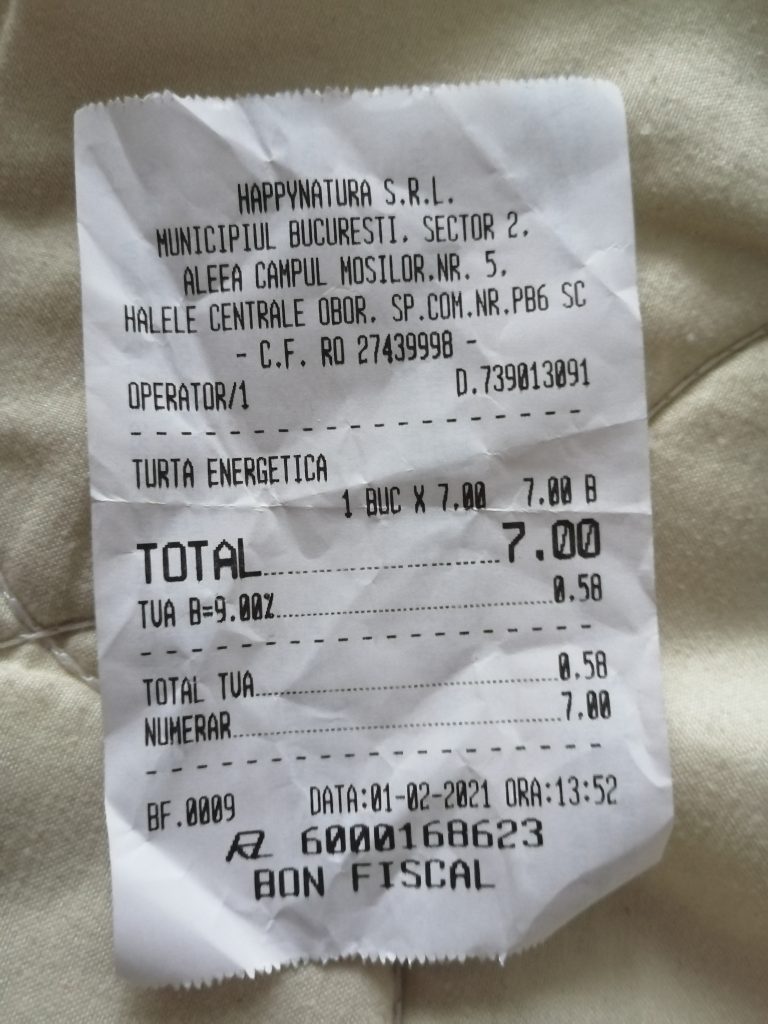 HAPPYNATURA S.R.L.
MUNICIPIUL BUCURESTI, SECTOR 2,
ALEEA CAMPUL MOSILOR,NR. 5,
HALELE CENTRALE OBOR, SP.COM.NR.PB6 SC
- C.F. RO 27439998 -
OPERATOR/1 D.739013091
TURTA ENERGETICA
1 BUC X 7.00 7.00 B
TOTAL 7.00
TVA B=9.00% 0.58
TOTAL TVA 0.58
NUMERAR 7.00
BF.0009 DATA:01-02-2021 ORA:13:52
6000168623
BON FISCAL